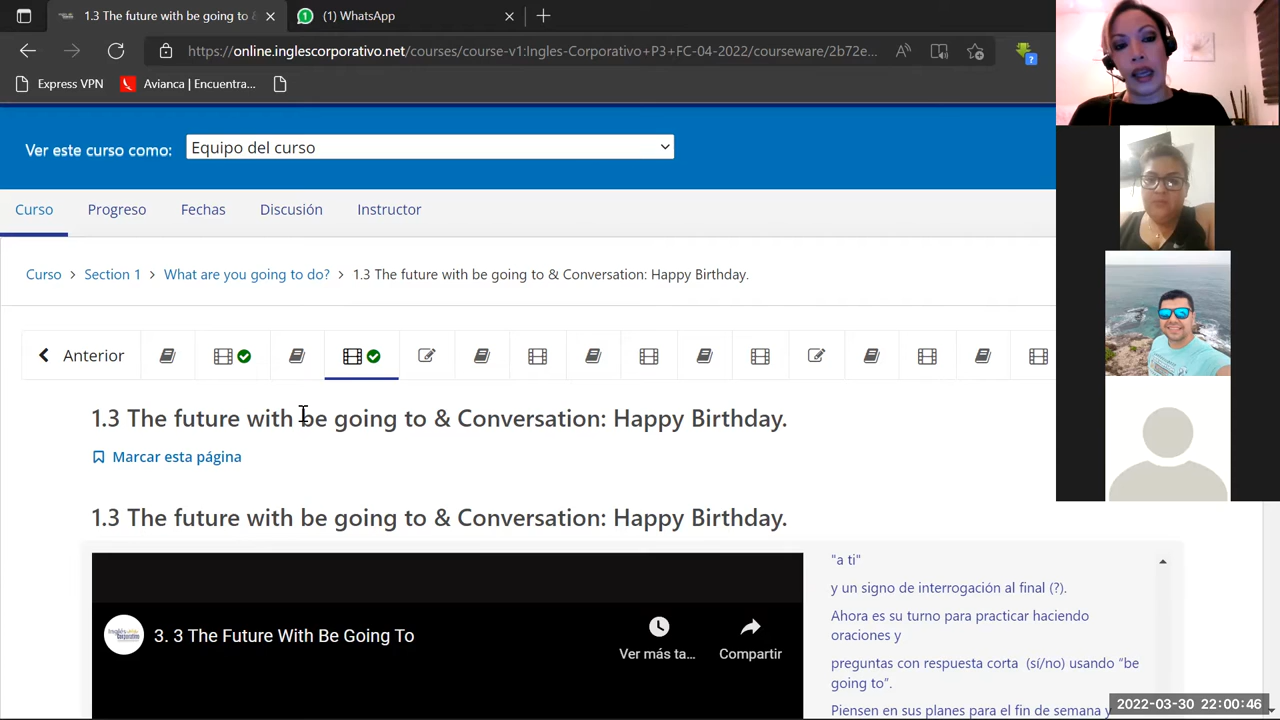 1.3 The future with be going to &
(1) WhatsApp
https://online.inglescorporativo.net/courses/course-v1:Ingles-Corporativo+P3+FC-04-2022/courseware/2b72e...
Express VPN
Avianca | Encuentra...
Ver este curso como:
Equipo del curso
Curso
Progreso
Fechas
Discusión
Instructor
Curso > Section 1 > What are you going to do? > 1.3 The future with be going to & Conversation: Happy Birthday.
Anterior
1.3 The future with be going to & Conversation: Happy Birthday.
Marcar esta página
1.3 The future with be going to & Conversation: Happy Birthday.
3. 3 The Future With Be Going To
Ver más ta...
Compartir
"a ti"
y un signo de interrogación al final (?).
Ahora es su turno para practicar haciendo
oraciones y
preguntas con respuesta corta (sí/no) usando “be
going to”.
Piensen en sus planes para el fin de semana y
2022-03-30 22:00:46